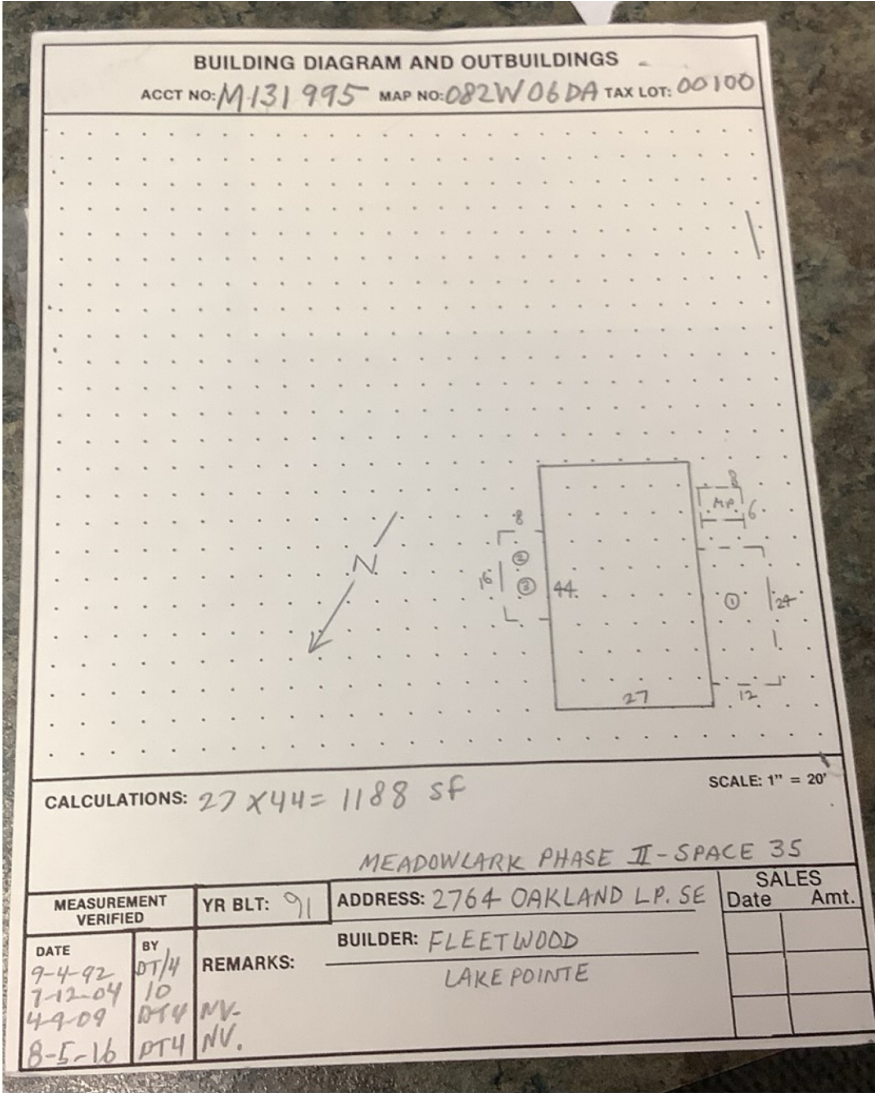 BUILDING DIAGRAM AND OUTBUILDINGS
ACCT NO: M131995 MAP NO: 082W06DA TAX LOT: 00100
8
M.P. 6
8
2
16 3 44 1 24
27 12
CALCULATIONS: 27 X 44 = 1188 SF
SCALE: 1" = 20'
MEADOWLARK PHASE II - SPACE 35
MEASUREMENT VERIFIED
YR BLT: 91
ADDRESS: 2764 OAKLAND LP. SE
SALES
Date Amt.
BUILDER: FLEETWOOD
LAKE POINTE
REMARKS:
DATE BY
9-4-92 DT/4
7-12-04 10
4-9-09 DT4 NV.
8-5-16 DT4 NV.
N